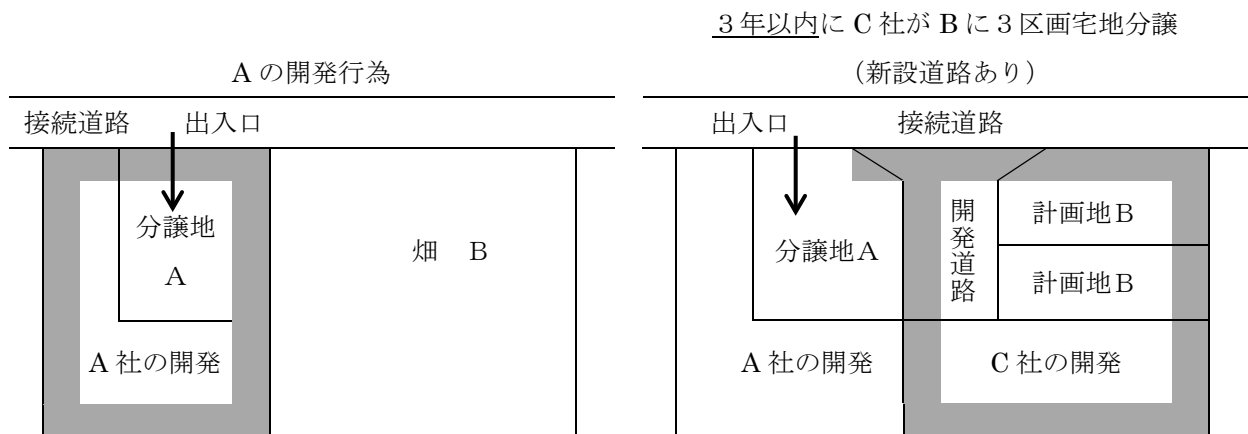 Aの開発行為
接続道路 出入口
分譲地
A
畑 B
A社の開発
3年以内にC社がBに3区画宅地分譲
(新設道路あり)
出入口 接続道路
分譲地A
開発道路
計画地B
計画地B
A社の開発
C社の開発